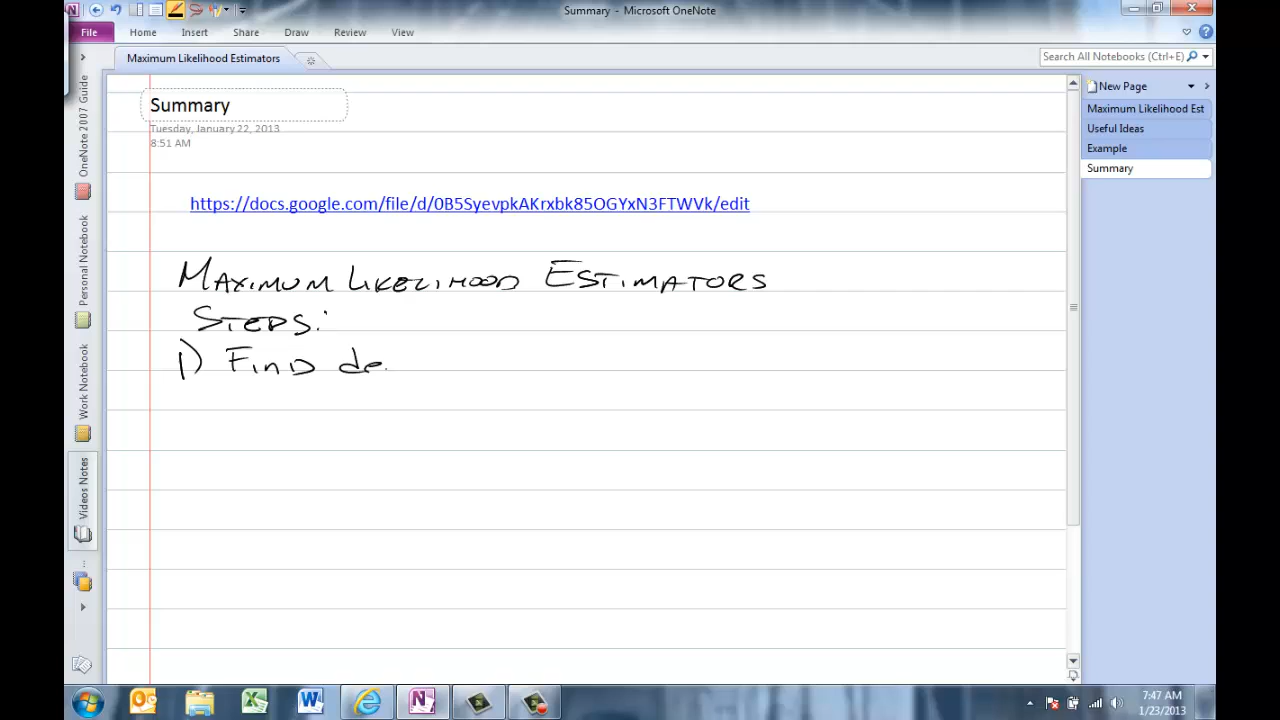 Summary - Microsoft OneNote
File Home Insert Share Draw Review View
Maximum Likelihood Estimators
Search All Notebooks (Ctrl+E)
New Page
Maximum Likelihood Est
Useful Ideas
Example
Summary
OneNote 2007 Guide
Personal Notebook
Work Notebook
Videos Notes
Summary
Tuesday, January 22, 2013
8:51 AM
https://docs.google.com/file/d/0B5SyevpkAKrxbk85OGYxN3FTWVk/edit
MAXIMUM LIKELIHOOD ESTIMATORS
STEPS:
1) FIND de
7:47 AM
1/23/2013